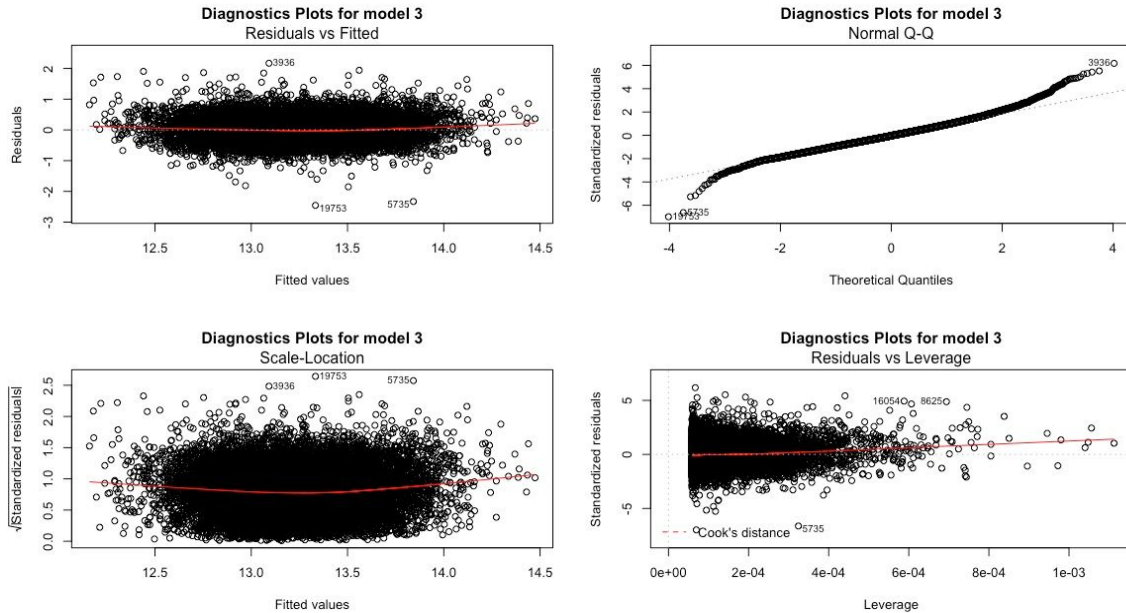 Diagnostics Plots for model 3
Residuals vs Fitted
Residuals
2
1
0
-1
-2
-3
3936
19753
5735
12.5 13.0 13.5 14.0 14.5
Fitted values
Diagnostics Plots for model 3
Normal Q-Q
Standardized residuals
6
4
2
0
-2
-4
-6
3936
5735
19753
-4 -2 0 2 4
Theoretical Quantiles
Diagnostics Plots for model 3
Scale-Location
√|Standardized residuals|
2.5
2.0
1.5
1.0
0.5
0.0
3936
19753
5735
12.5 13.0 13.5 14.0 14.5
Fitted values
Diagnostics Plots for model 3
Residuals vs Leverage
Standardized residuals
5
0
-5
16054
8625
5735
Cook's distance
0e+00 2e-04 4e-04 6e-04 8e-04 1e-03
Leverage